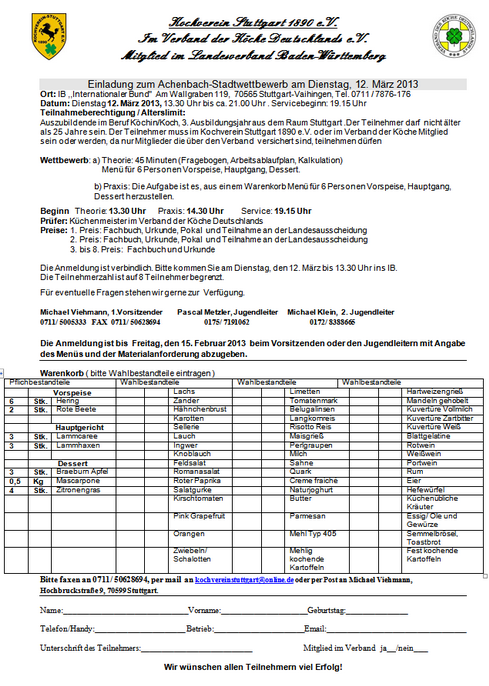 Kochverein Stuttgart 1890 e.V.
Im Verband der Köche Deutschlands e.V.
Mitglied im Landesverband Baden-Württemberg
Einladung zum Achenbach-Stadtwettbewerb am Dienstag, 12. März 2013
Ort: IB ,,Internationaler Bund" Am Wallgraben 119, 70565 Stuttgart-Vaihingen, Tel. 0711 / 7876-176
Datum: Dienstag 12. März 2013, 13.30 Uhr bis ca. 21.00 Uhr . Servicebeginn: 19.15 Uhr
Teilnahmeberechtigung / Alterslimit:
Auszubildende im Beruf Köchin/Koch, 3. Ausbildungsjahr aus dem Raum Stuttgart .Der Teilnehmer darf nicht älter
als 25 Jahre sein. Der Teilnehmer muss im Kochverein Stuttgart 1890 e.V. oder im Verband der Köche Mitglied
sein oder werden, da nur Mitglieder die über den Verband versichert sind, teilnehmen dürfen
Wettbewerb: a) Theorie: 45 Minuten (Fragebogen, Arbeitsablaufplan, Kalkulation)
Menü für 6 Personen Vorspeise, Hauptgang, Dessert.
b) Praxis: Die Aufgabe ist es, aus einem Warenkorb Menü für 6 Personen Vorspeise, Hauptgang,
Dessert herzustellen.
Beginn Theorie: 13.30 Uhr Praxis: 14.30 Uhr Service: 19.15 Uhr
Prüfer: Küchenmeister im Verband der Köche Deutschlands
Preise: 1. Preis: Fachbuch, Urkunde, Pokal und Teilnahme an der Landesausscheidung
2. Preis: Fachbuch, Urkunde, Pokal und Teilnahme an der Landesausscheidung
3. bis 8. Preis: Fachbuch und Urkunde
Die Anmeldung ist verbindlich. Bitte kommen Sie am Dienstag, den 12. März bis 13.30 Uhr ins IB.
Die Teilnehmerzahl ist auf 8 Teilnehmer begrenzt.
Für eventuelle Fragen stehen wir gerne zur Verfügung.
Michael Viehmann, 1.Vorsitzender Pascal Metzler, Jugendleiter Michael Klein, 2. Jugendleiter
0711/ 5005333 FAX 0711/ 50628694 0175/ 7191062 0172/ 8388665
Die Anmeldung ist bis Freitag, den 15. Februar 2013 beim Vorsitzenden oder den Jugendleitern mit Angabe
des Menüs und der Materialanforderung abzugeben.
Warenkorb ( bitte Wahlbestandteile eintragen )
Pflichbestandteile Wahlbestandteile Wahlbestandteile Wahlbestandteile
Vorspeise Lachs Limetten Hartweizengrieß
6 Stk. Hering Zander Tomatenmark Mandeln gehobelt
2 Stk. Rote Beete Hähnchenbrust Belugalinsen Kuvertüre Vollmilch
Karotten Langkornreis Kuvertüre Zartbitter
Hauptgericht Sellerie Risotto Reis Kuvertüre Weiß
3 Stk. Lammcaree Lauch Maisgrieß Blattgelatine
3 Stk. Lammhaxen Ingwer Perlgraupen Rotwein
Knoblauch Milch Weißwein
Dessert Feldsalat Sahne Portwein
3 Stk. Braeburn Apfel Romanasalat Quark Rum
0,5 Kg Mascarpone Roter Paprika Creme fraiche Eier
4 Stk. Zitronengras Salatgurke Naturjoghurt Hefewürfel
Kirschtomaten Butter Küchenübliche
Kräuter
Pink Grapefruit Parmesan Essig/ Öle und
Gewürze
Orangen Mehl Typ 405 Semmelbrösel,
Toastbrot
Zwiebeln/ Mehlig Fest kochende
Schalotten kochende Kartoffeln
Kartoffeln
Bitte faxen an 0711/ 50628694, per mail an kochvereinstuttgart@online.de oder per Post an Michael Viehmann,
Hochbruckstraße 9, 70599 Stuttgart.
Name: Vorname: Geburtstag:
Telefon/Handy: Betrieb: Email:
Unterschrift des Teilnehmers: Mitglied im Verband ja__/nein___
Wir wünschen allen Teilnehmern viel Erfolg!